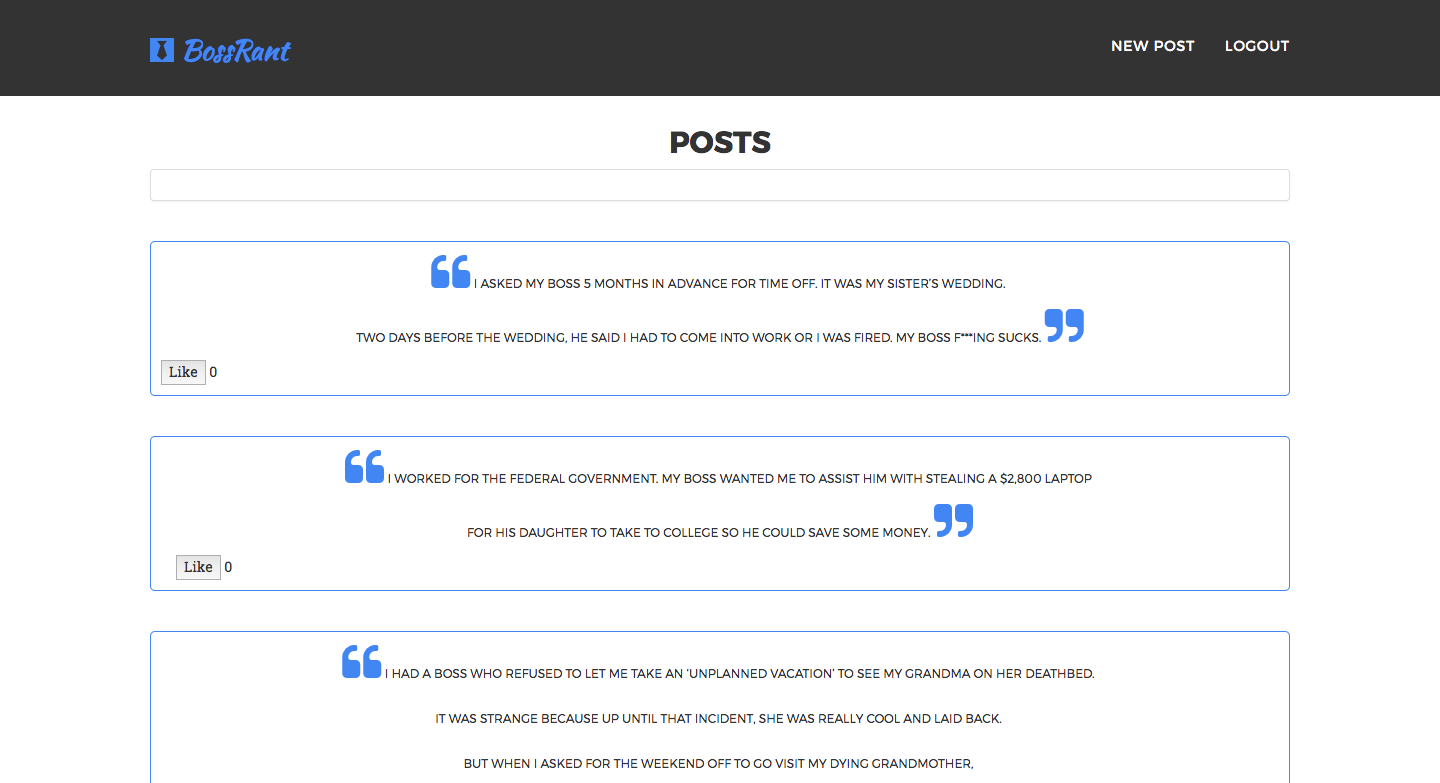 BossRant
NEW POST LOGOUT
POSTS
“ I ASKED MY BOSS 5 MONTHS IN ADVANCE FOR TIME OFF. IT WAS MY SISTER'S WEDDING.
TWO DAYS BEFORE THE WEDDING, HE SAID I HAD TO COME INTO WORK OR I WAS FIRED. MY BOSS F***ING SUCKS. ”
Like 0
“ I WORKED FOR THE FEDERAL GOVERNMENT. MY BOSS WANTED ME TO ASSIST HIM WITH STEALING A $2,800 LAPTOP
FOR HIS DAUGHTER TO TAKE TO COLLEGE SO HE COULD SAVE SOME MONEY. ”
Like 0
“ I HAD A BOSS WHO REFUSED TO LET ME TAKE AN 'UNPLANNED VACATION' TO SEE MY GRANDMA ON HER DEATHBED.
IT WAS STRANGE BECAUSE UP UNTIL THAT INCIDENT, SHE WAS REALLY COOL AND LAID BACK.
BUT WHEN I ASKED FOR THE WEEKEND OFF TO GO VISIT MY DYING GRANDMOTHER,